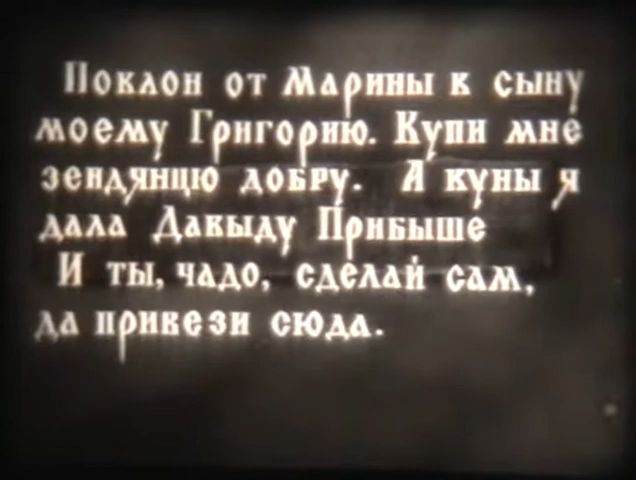 Поклон от Марины к сыну
моему Григорию. Купи мне
зендянцю добру. А куны я
дала Давыду Прибыше
И ты, чадо, сделай сам,
да привези сюда.